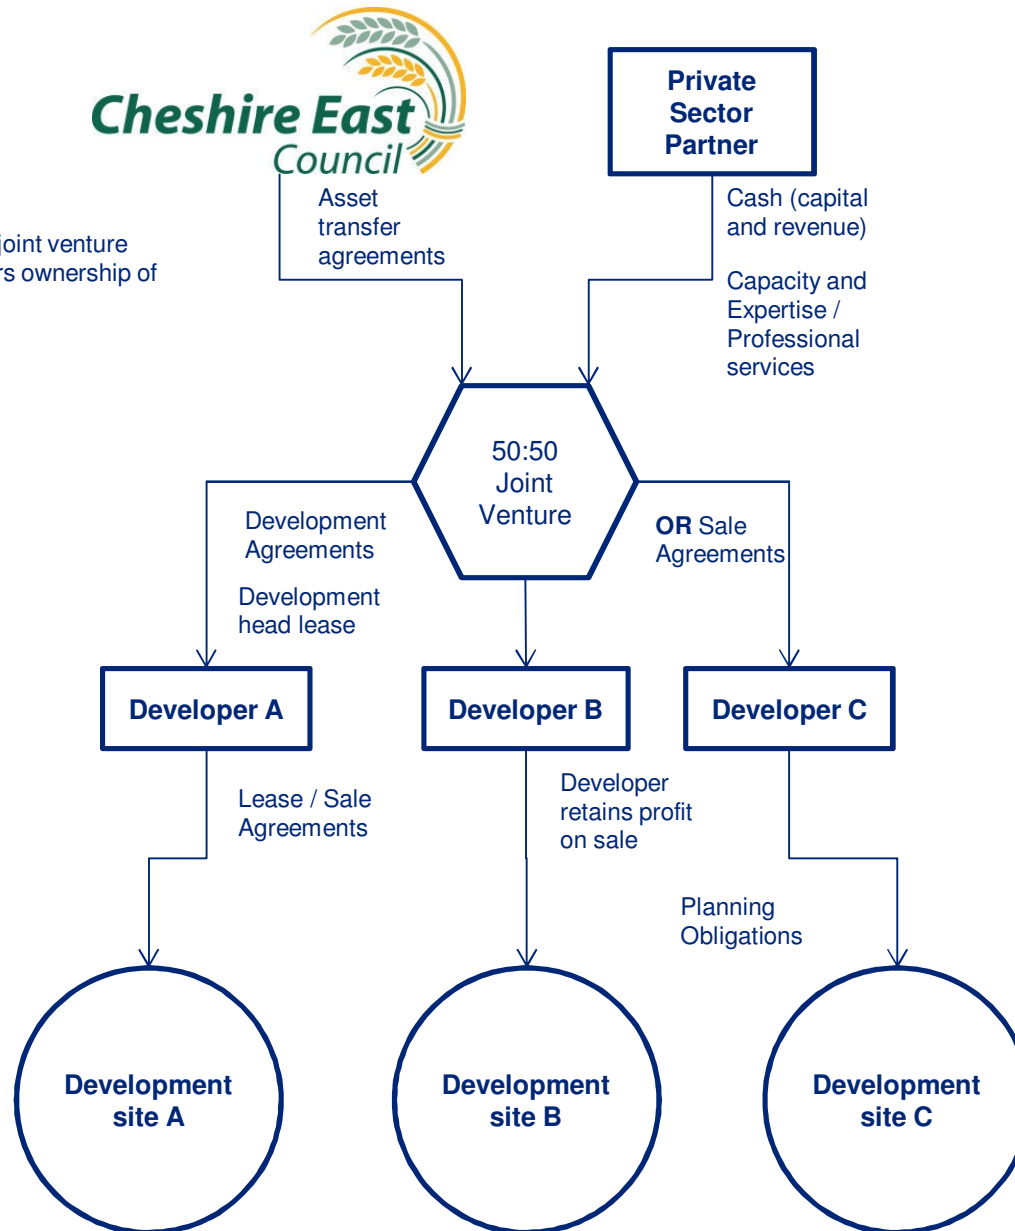 Cheshire East
Council
Private
Sector
Partner
Asset
transfer
agreements
Cash (capital
and revenue)
joint venture
ownership of
Capacity and
Expertise /
Professional
services
50:50
Joint
Venture
Development
Agreements
OR Sale
Agreements
Development
head lease
Developer A
Developer B
Developer C
Lease / Sale
Agreements
Developer
retains profit
on sale
Planning
Obligations
Development
site A
Development
site B
Development
site C